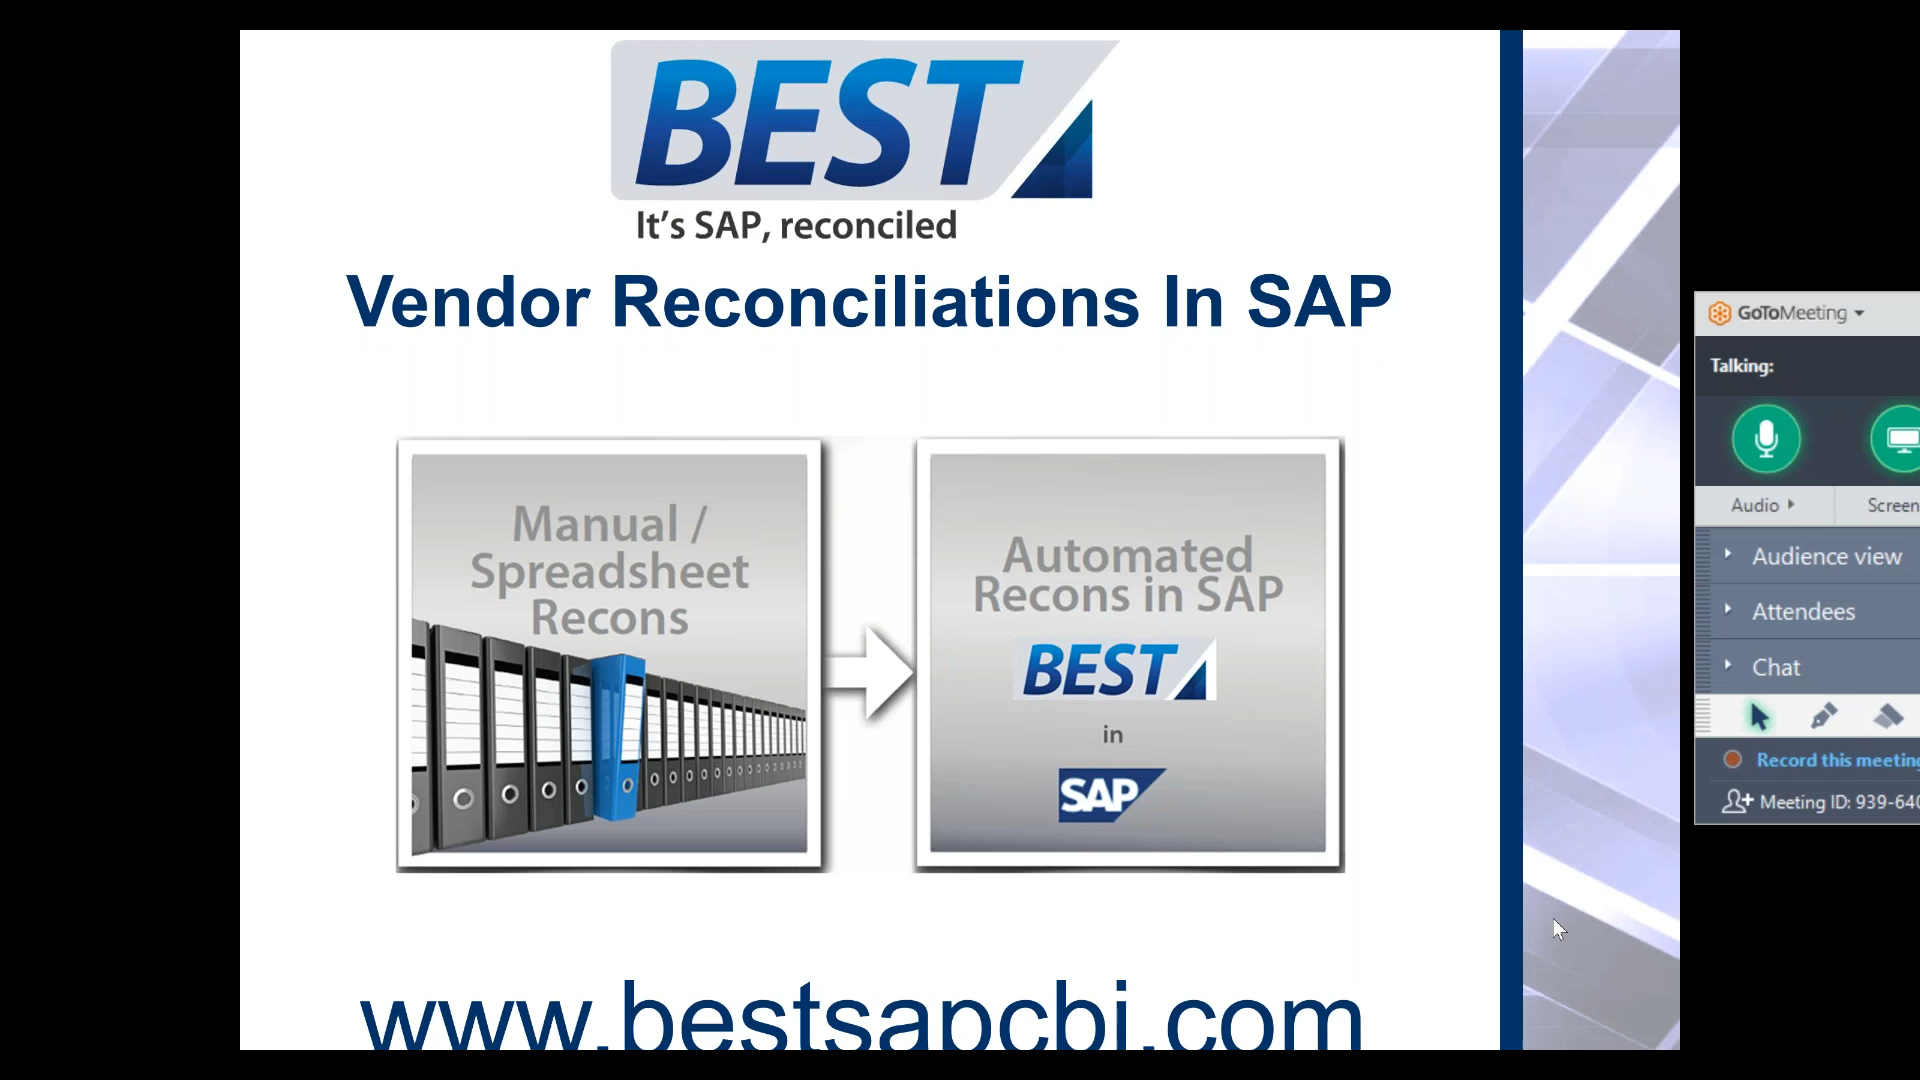 BEST
It's SAP, reconciled
Vendor Reconciliations In SAP
Manual /
Spreadsheet
Recons
Automated
Recons in SAP
BEST
in
SAP
www.bestsapcbi.com
GoToMeeting
Talking:
Audio
Screen
Audience view
Attendees
Chat
Record this meeting
Meeting ID: 939-640